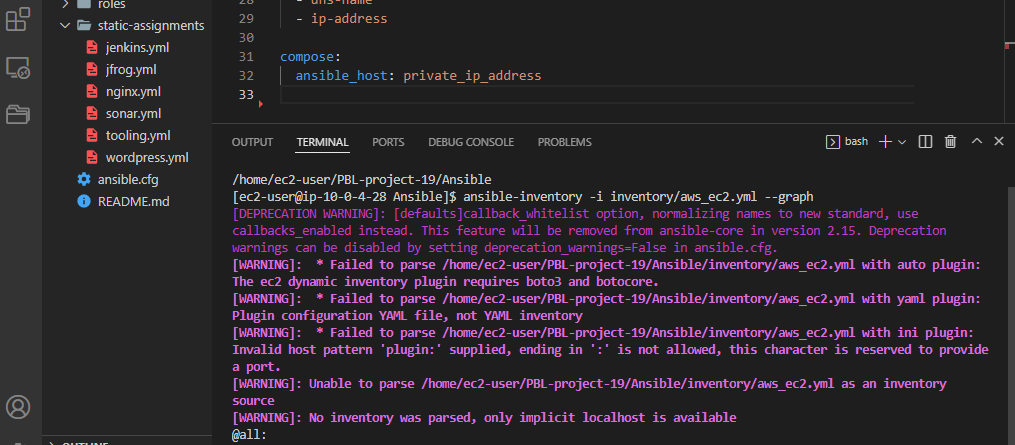 roles
static-assignments
jenkins.yml
jfrog.yml
nginx.yml
sonar.yml
tooling.yml
wordpress.yml
ansible.cfg
README.md
28 - dns-name
29 - ip-address
30
31 compose:
32 ansible_host: private_ip_address
33
OUTPUT TERMINAL PORTS DEBUG CONSOLE PROBLEMS bash
/home/ec2-user/PBL-project-19/Ansible
[ec2-user@ip-10-0-4-28 Ansible]$ ansible-inventory -i inventory/aws_ec2.yml --graph
[DEPRECATION WARNING]: [defaults]callback_whitelist option, normalizing names to new standard, use
callbacks_enabled instead. This feature will be removed from ansible-core in version 2.15. Deprecation
warnings can be disabled by setting deprecation_warnings=False in ansible.cfg.
[WARNING]:  * Failed to parse /home/ec2-user/PBL-project-19/Ansible/inventory/aws_ec2.yml with auto plugin:
The ec2 dynamic inventory plugin requires boto3 and botocore.
[WARNING]:  * Failed to parse /home/ec2-user/PBL-project-19/Ansible/inventory/aws_ec2.yml with yaml plugin:
Plugin configuration YAML file, not YAML inventory
[WARNING]:  * Failed to parse /home/ec2-user/PBL-project-19/Ansible/inventory/aws_ec2.yml with ini plugin:
Invalid host pattern 'plugin:' supplied, ending in ':' is not allowed, this character is reserved to provide
a port.
[WARNING]: Unable to parse /home/ec2-user/PBL-project-19/Ansible/inventory/aws_ec2.yml as an inventory
source
[WARNING]: No inventory was parsed, only implicit localhost is available
@all:
OUTLINE